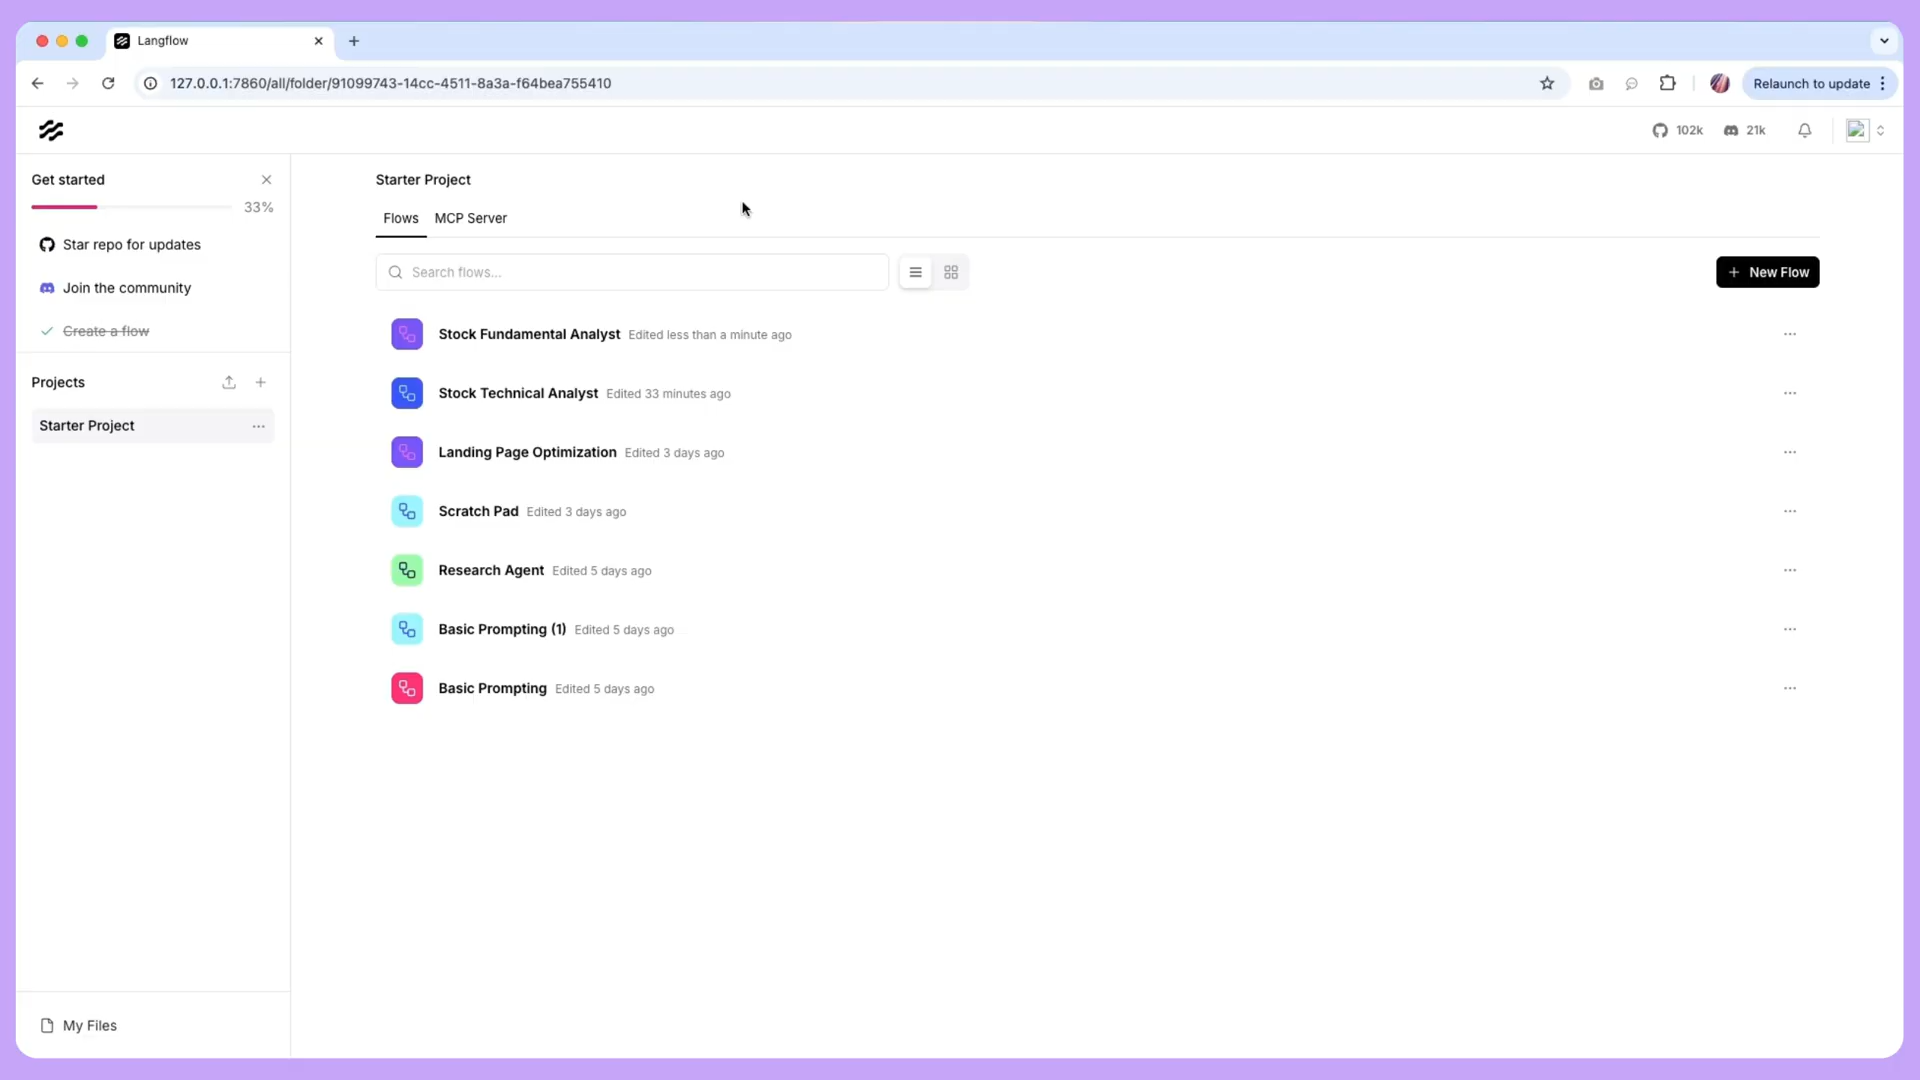 Langflow
127.0.0.1:7860/all/folder/91099743-14cc-4511-8a3a-f64bea755410
Relaunch to update
102k
21k
Get started
33%
Star repo for updates
Join the community
Create a flow
Projects
Starter Project
My Files
Starter Project
Flows MCP Server
Search flows...
New Flow
Stock Fundamental Analyst Edited less than a minute ago
Stock Technical Analyst Edited 33 minutes ago
Landing Page Optimization Edited 3 days ago
Scratch Pad Edited 3 days ago
Research Agent Edited 5 days ago
Basic Prompting (1) Edited 5 days ago
Basic Prompting Edited 5 days ago